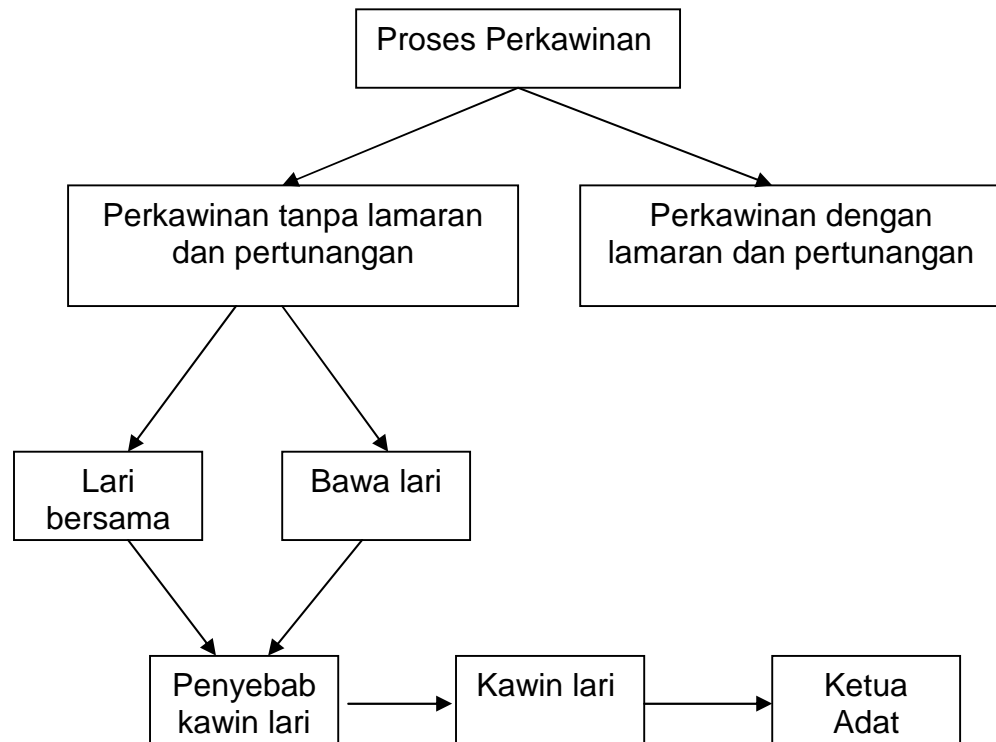 Proses Perkawinan
Perkawinan tanpa lamaran
dan pertunangan
Perkawinan dengan
lamaran dan pertunangan
Lari
bersama
Bawa lari
Penyebab
kawin lari
Kawin lari
Ketua
Adat